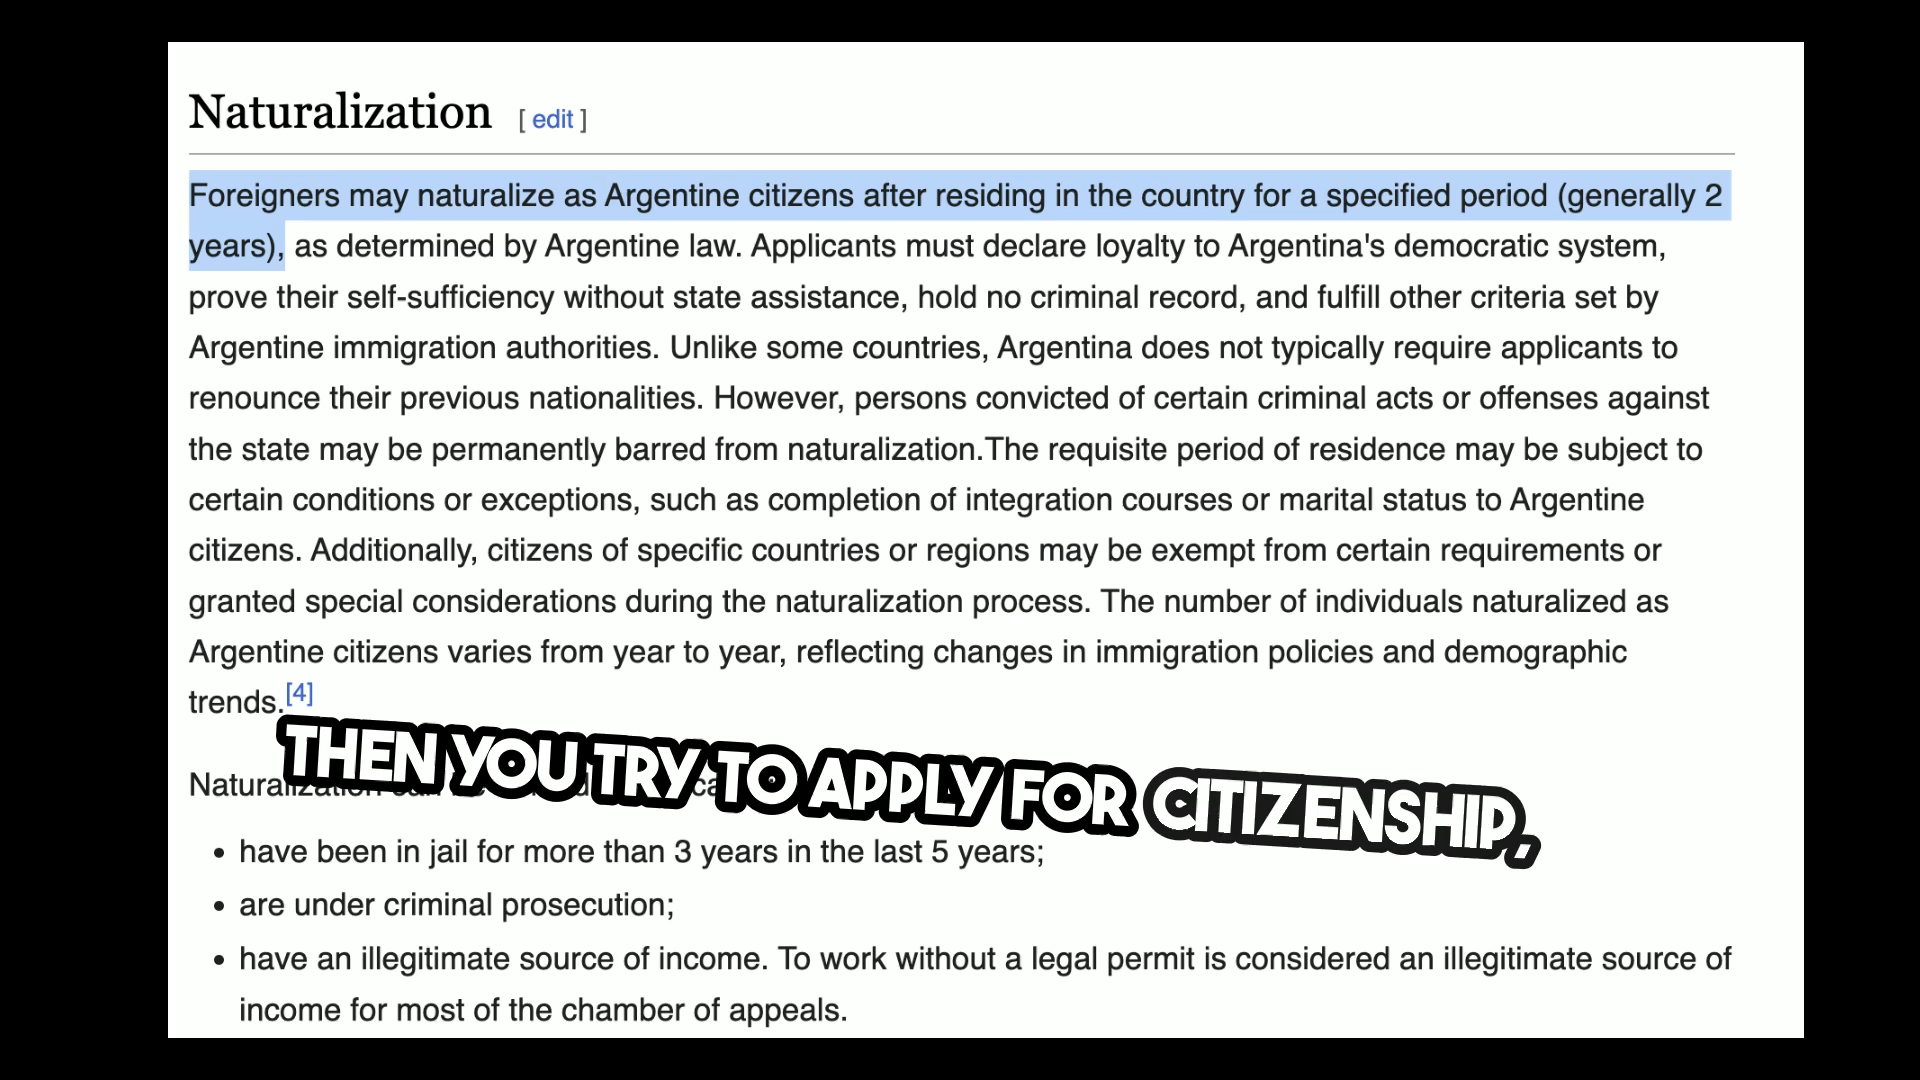 Naturalization [ edit ]
Foreigners may naturalize as Argentine citizens after residing in the country for a specified period (generally 2
years), as determined by Argentine law. Applicants must declare loyalty to Argentina's democratic system,
prove their self-sufficiency without state assistance, hold no criminal record, and fulfill other criteria set by
Argentine immigration authorities. Unlike some countries, Argentina does not typically require applicants to
renounce their previous nationalities. However, persons convicted of certain criminal acts or offenses against
the state may be permanently barred from naturalization.The requisite period of residence may be subject to
certain conditions or exceptions, such as completion of integration courses or marital status to Argentine
citizens. Additionally, citizens of specific countries or regions may be exempt from certain requirements or
granted special considerations during the naturalization process. The number of individuals naturalized as
Argentine citizens varies from year to year, reflecting changes in immigration policies and demographic
trends.[4]
THEN YOU TRY TO APPLY FOR CITIZENSHIP,
Naturalization
• have been in jail for more than 3 years in the last 5 years;
• are under criminal prosecution;
• have an illegitimate source of income. To work without a legal permit is considered an illegitimate source of
income for most of the chamber of appeals.